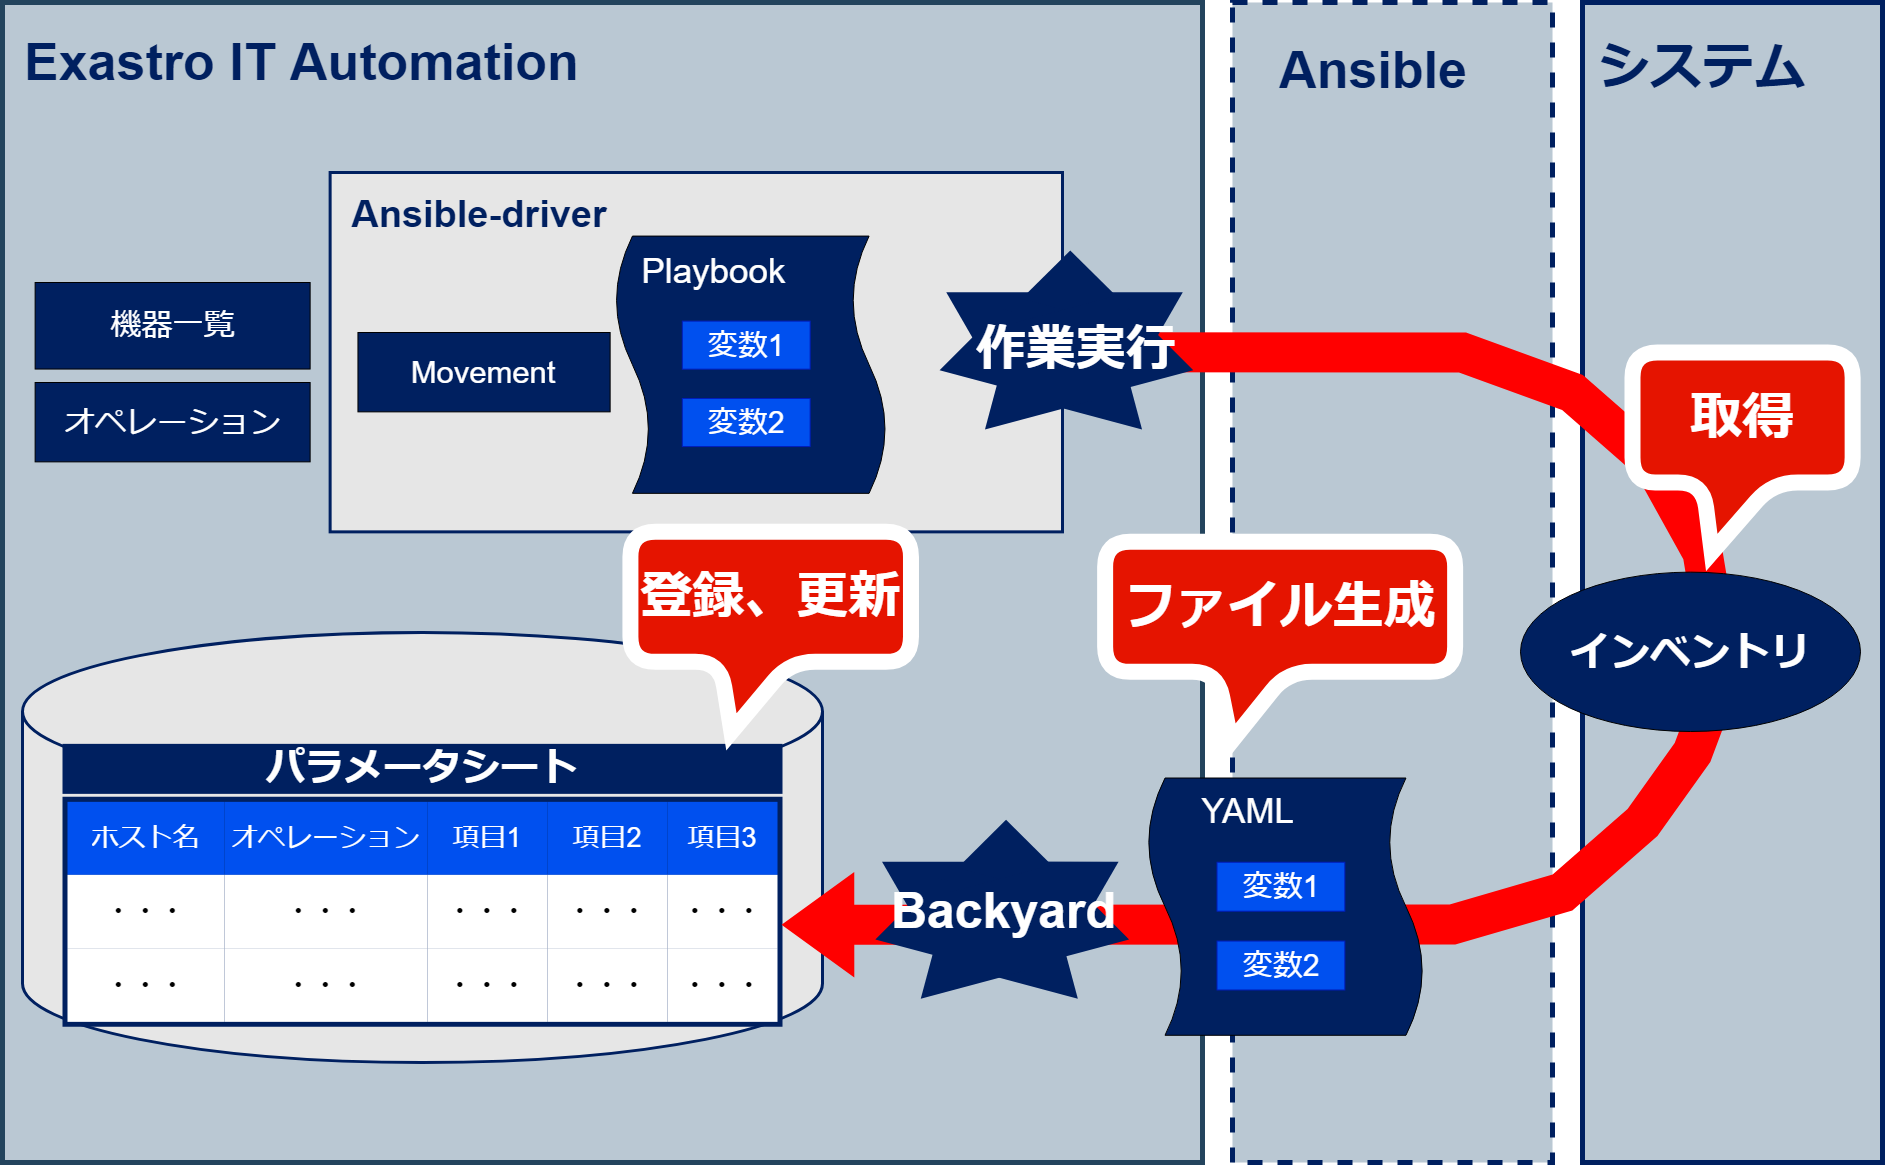 Exastro IT Automation
Ansible
システム
Ansible-driver
機器一覧
オペレーション
Movement
Playbook
変数1
変数2
作業実行
取得
登録、更新
ファイル生成
インベントリ
パラメータシート
ホスト名 オペレーション 項目1 項目2 項目3
・・・ ・・・ ・・・ ・・・ ・・・
・・・ ・・・ ・・・ ・・・ ・・・
Backyard
YAML
変数1
変数2